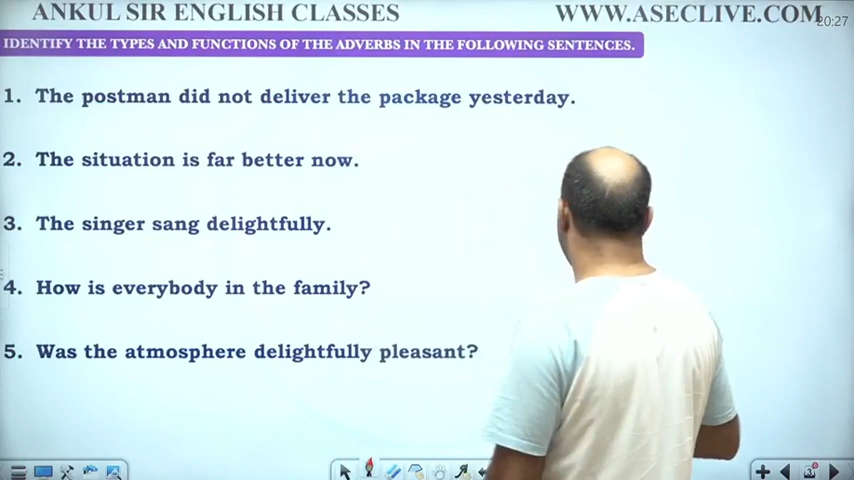 ANKUL SIR ENGLISH CLASSES WWW.ASECLIVE.COM
20:27
IDENTIFY THE TYPES AND FUNCTIONS OF THE ADVERBS IN THE FOLLOWING SENTENCES.
1. The postman did not deliver the package yesterday.
2. The situation is far better now.
3. The singer sang delightfully.
4. How is everybody in the family?
5. Was the atmosphere delightfully pleasant?
3